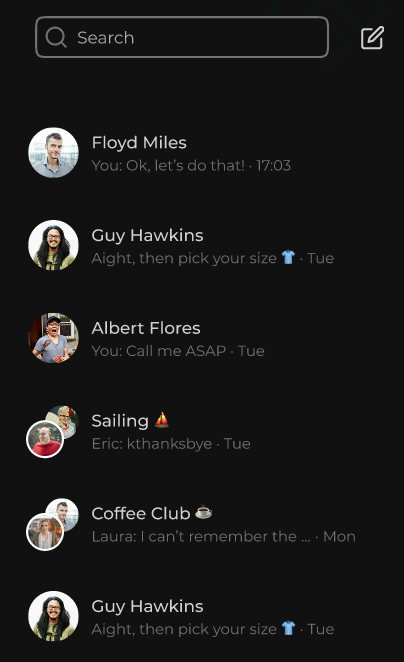 Search
Floyd Miles
You: Ok, let’s do that! · 17:03
Guy Hawkins
Aight, then pick your size 👕 · Tue
Albert Flores
You: Call me ASAP · Tue
Sailing ⛵
Eric: kthanksbye · Tue
Coffee Club ☕
Laura: I can’t remember the ... · Mon
Guy Hawkins
Aight, then pick your size 👕 · Tue